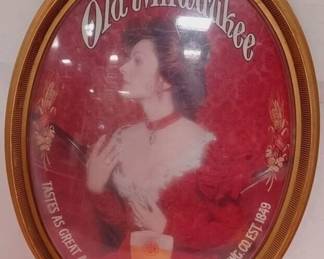 Old Milwaukee
TASTES AS GREAT
CO. EST. 1849